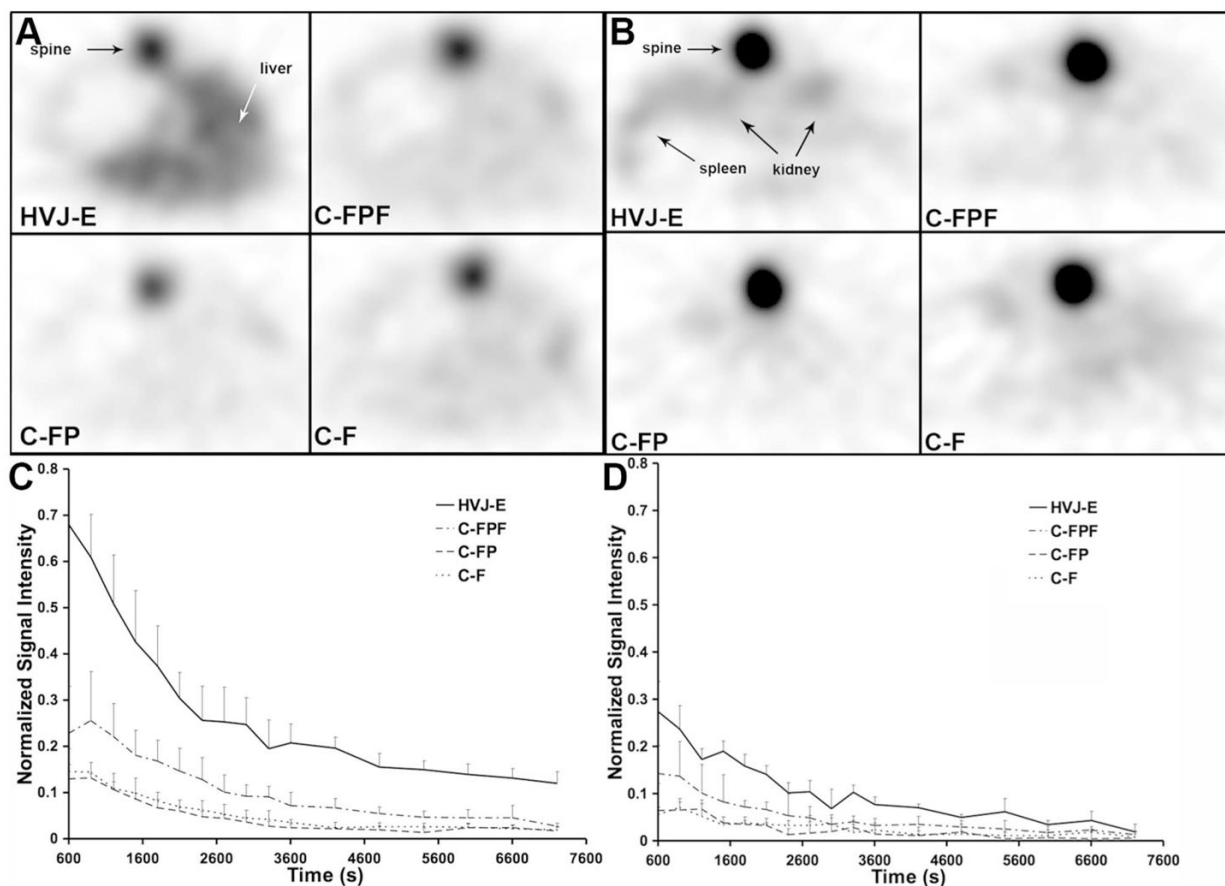 A
spine
liver
HVJ-E
C-FPF
C-FP
C-F
B
spine
spleen
kidney
HVJ-E
C-FPF
C-FP
C-F
C
Normalized Signal Intensity
0.8
0.7
0.6
0.5
0.4
0.3
0.2
0.1
0
HVJ-E
C-FPF
C-FP
C-F
600 1600 2600 3600 4600 5600 6600 7600
Time (s)
D
Normalized Signal Intensity
0.8
0.7
0.6
0.5
0.4
0.3
0.2
0.1
0
HVJ-E
C-FPF
C-FP
C-F
600 1600 2600 3600 4600 5600 6600 7600
Time (s)